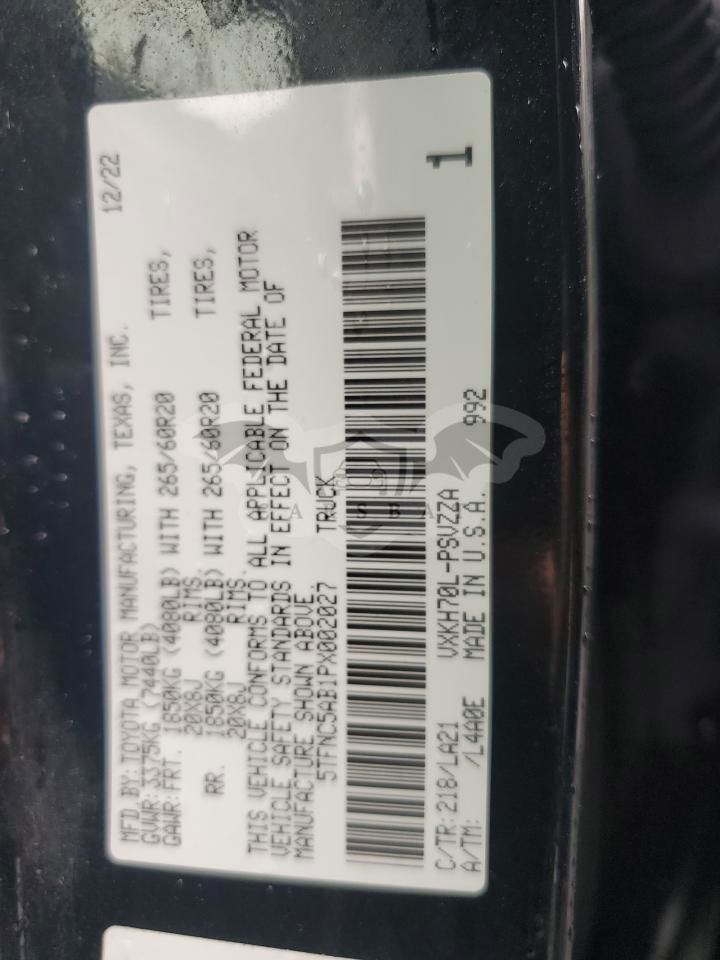 MFD. BY: TOYOTA MOTOR MANUFACTURING, TEXAS, INC. 12/22
GVWR: 3375KG (7440LB)
GAWR: FRT. 1850KG (4080LB) WITH 265/60R20 TIRES,
20X8J RIMS,
RR. 1850KG (4080LB) WITH 265/60R20 TIRES,
20X8J RIMS.
THIS VEHICLE CONFORMS TO ALL APPLICABLE FEDERAL MOTOR
VEHICLE SAFETY STANDARDS IN EFFECT ON THE DATE OF
MANUFACTURE SHOWN ABOVE.
5TFNC5AB1PX002027 TRUCK
CASBA
VXKH70L-PSVZZA 1
C/TR: 218/LA21
A/TM: /L4A0E MADE IN U.S.A. 992